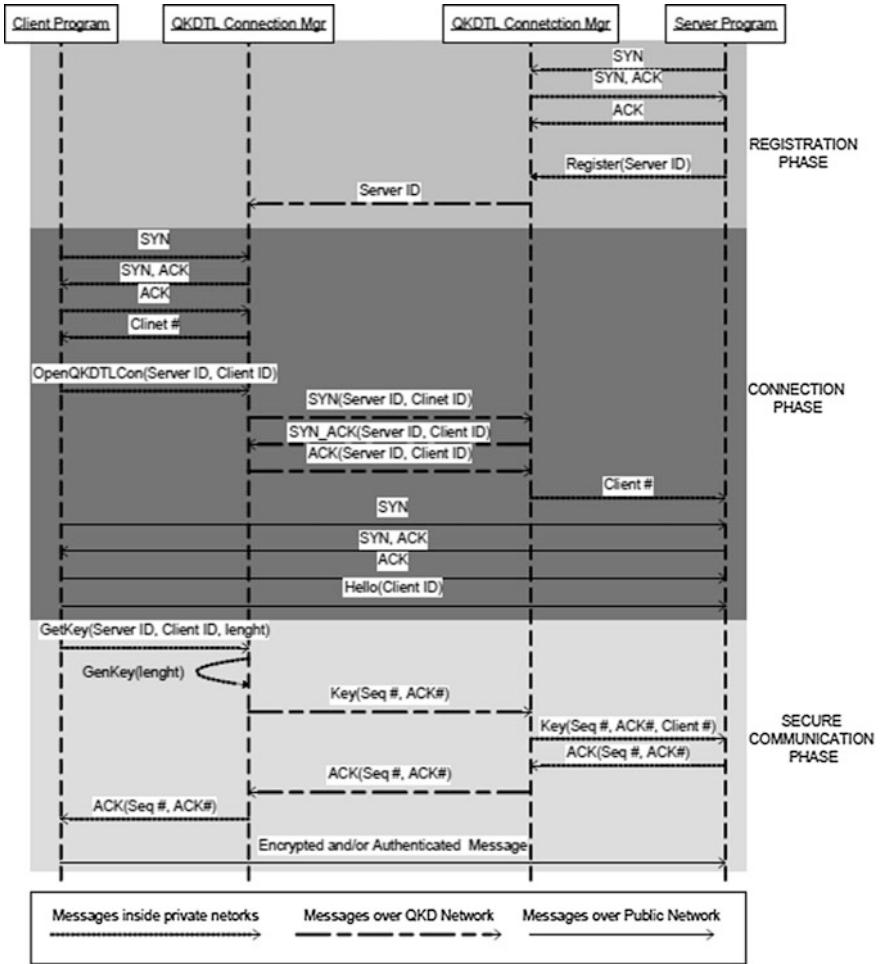 Client Program
QKDTL Connection Mgr
QKDTL Connetction Mgr
Server Program
SYN
SYN, ACK
ACK
REGISTRATION
PHASE
Register(Server ID)
Server ID
SYN
SYN, ACK
ACK
Clinet #
OpenQKDTLCon(Server ID, Client ID)
CONNECTION
PHASE
SYN(Server ID, Clinet ID)
SYN_ACK(Server ID, Client ID)
ACK(Server ID, Client ID)
Client #
SYN
SYN, ACK
ACK
Hello(Client ID)
GetKey(Server ID, Client ID, lenght)
GenKey(lenght)
Key(Seq #, ACK#)
Key(Seq #, ACK#, Client #)
SECURE
COMMUNICATION
PHASE
ACK(Seq #, ACK#)
ACK(Seq #, ACK#)
ACK(Seq #, ACK#)
Encrypted and/or Authenticated Message
Messages inside private netorks
Messages over QKD Network
Messages over Public Network